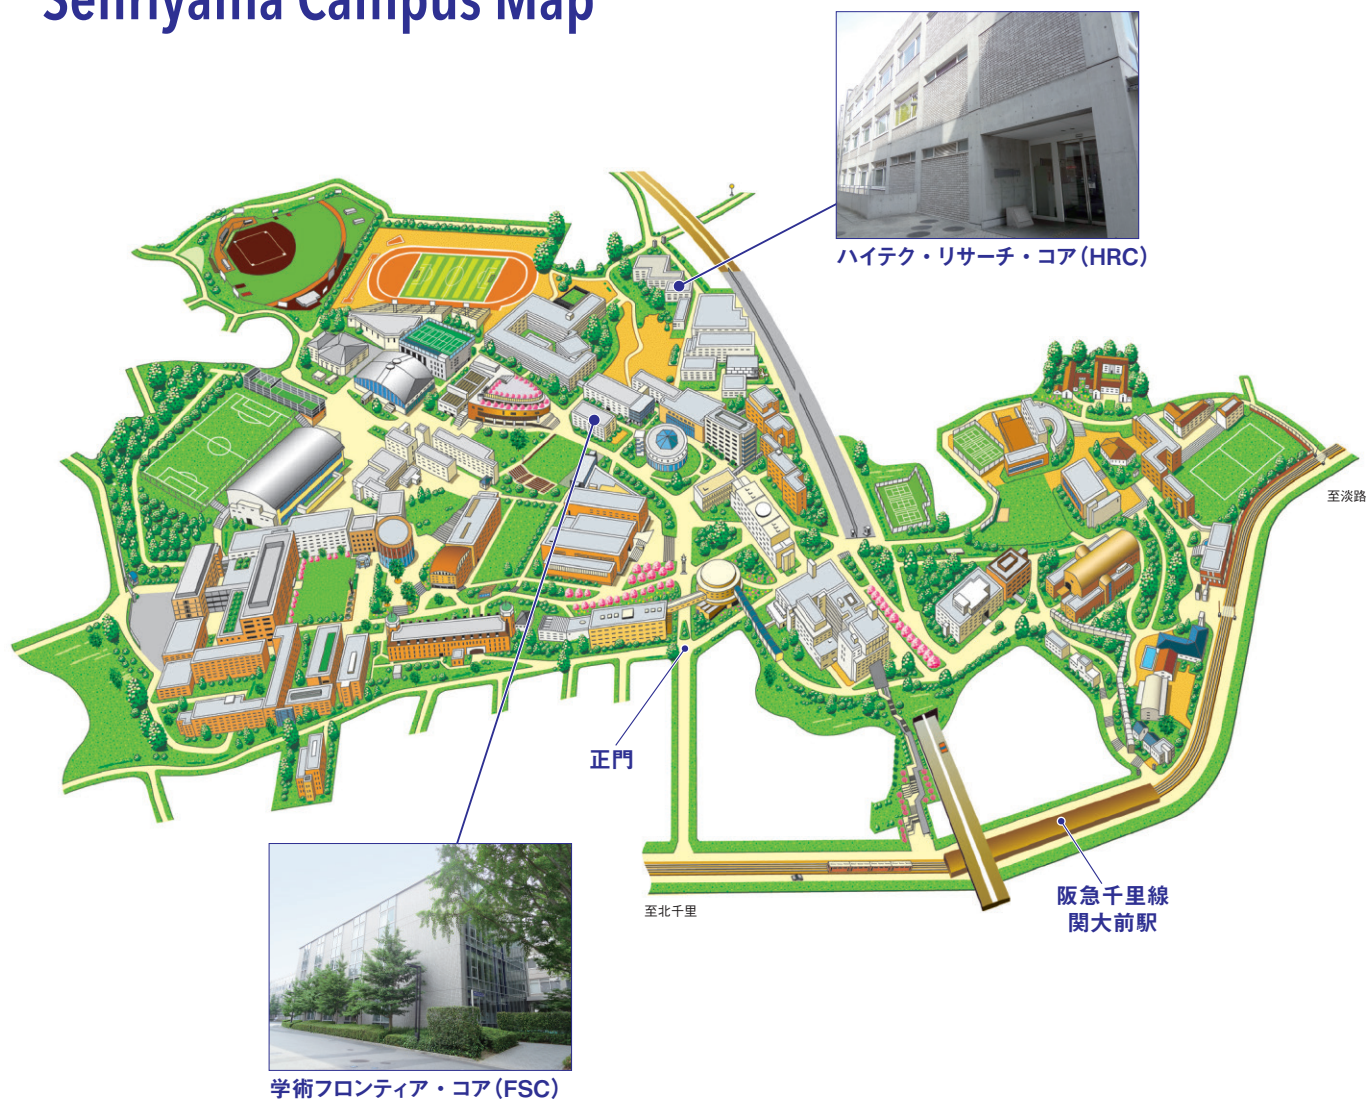 Senriyama Campus Map
ハイテク・リサーチ・コア(HRC)
至淡路
正門
阪急千里線
関大前駅
至北千里
学術フロンティア・コア(FSC)